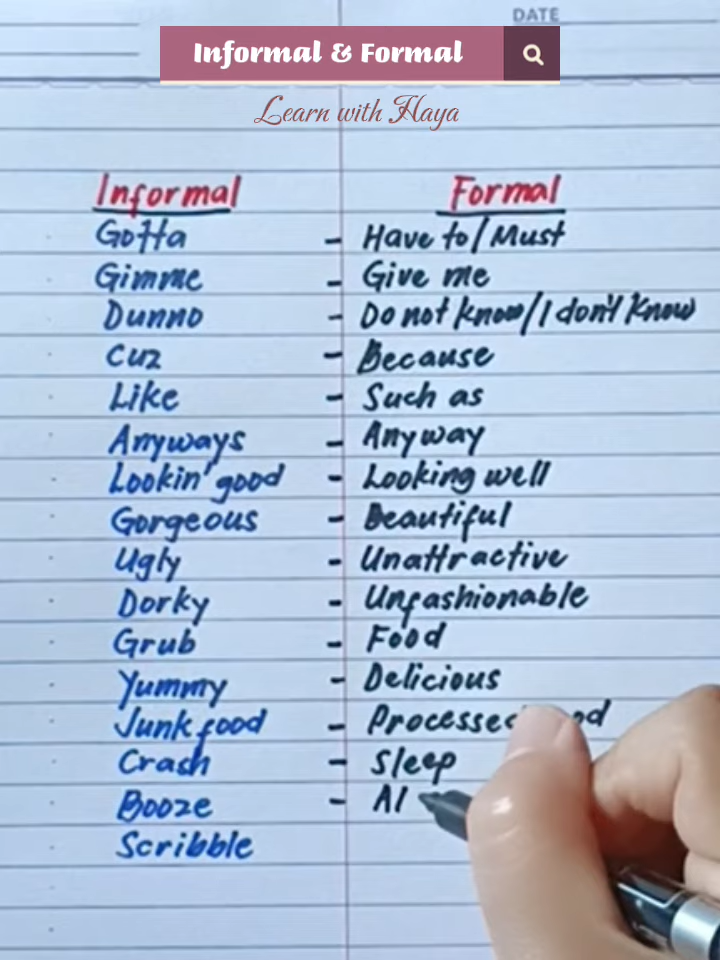 DATE
Informal & Formal
Learn with Haya
Informal Formal
Gotta - Have to/Must
Gimme - Give me
Dunno - Do not know/I don't know
Cuz - Because
Like - Such as
Anyways - Anyway
Lookin' good - Looking well
Gorgeous - Beautiful
Ugly - Unattractive
Dorky - Unfashionable
Grub - Food
Yummy - Delicious
Junk food - 
Crash - Sleep
Booze - Al
Scribble